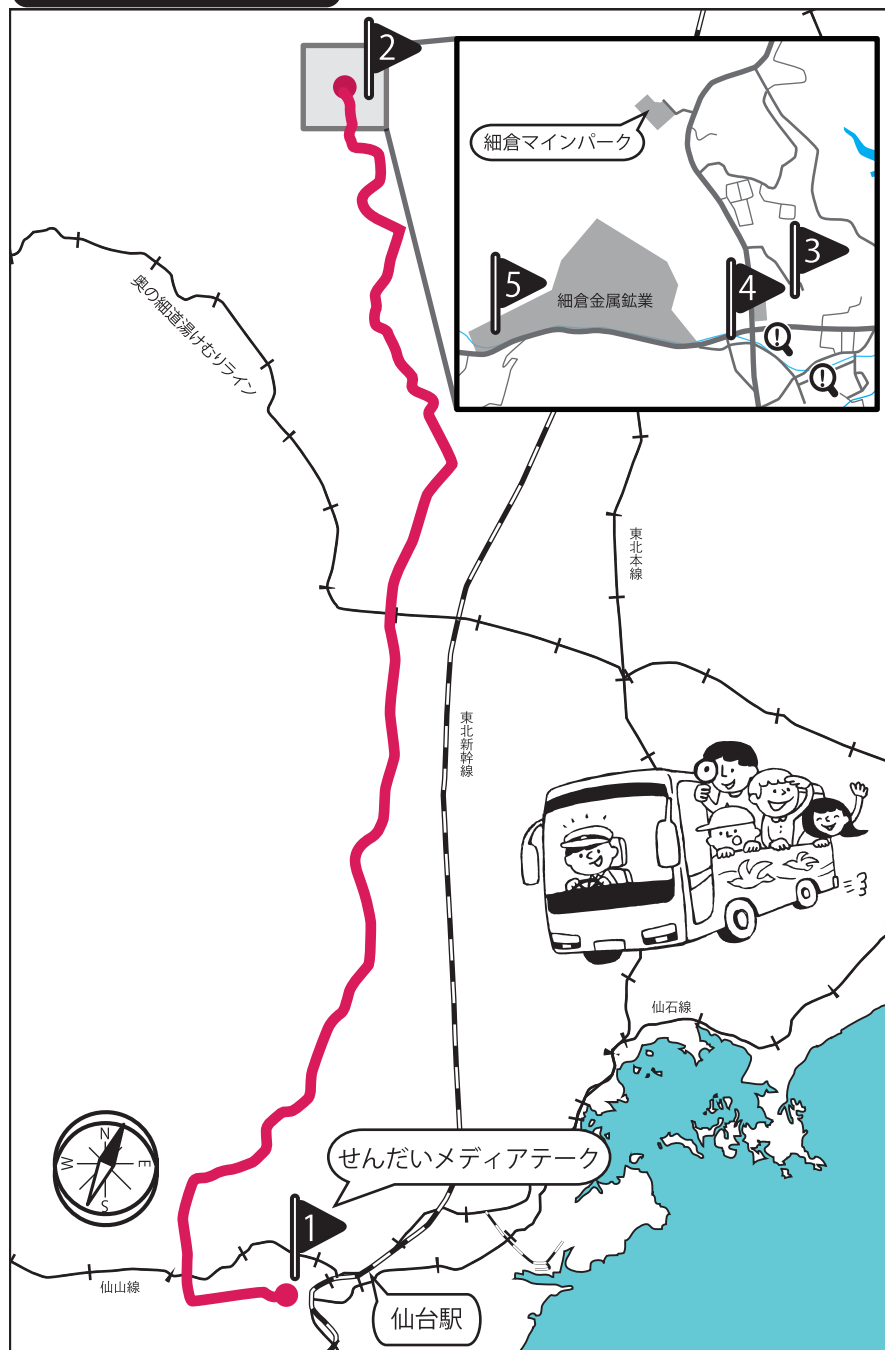 2
細倉マインパーク
3
4
5
細倉金属鉱業
奥の細道湯けむりライン
東北本線
東北新幹線
仙石線
N
W
E
S
せんだいメディアテーク
1
仙山線
仙台駅